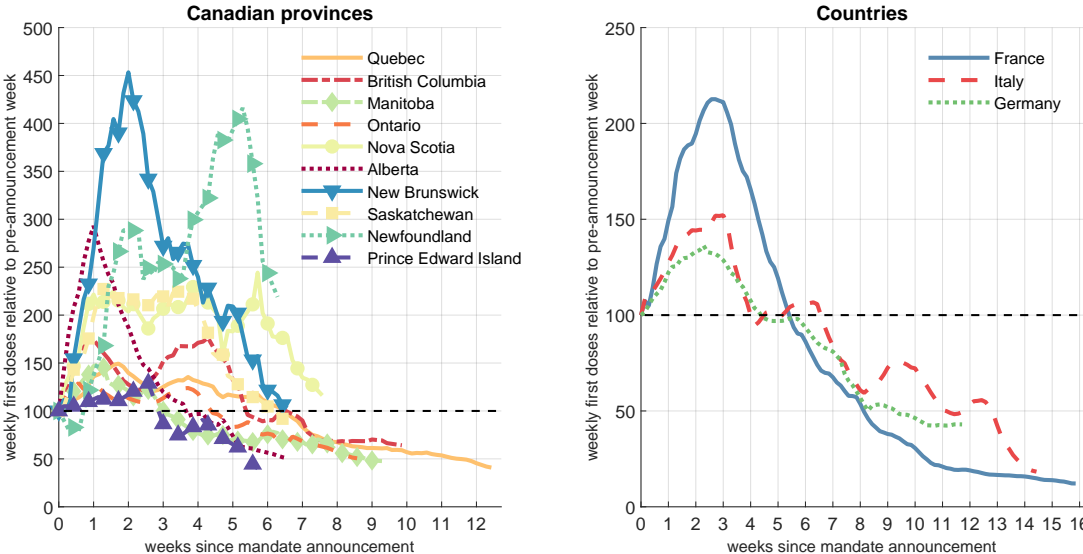 Canadian provinces
weekly first doses relative to pre-announcement week
500
450
400
350
300
250
200
150
100
50
0
Quebec
British Columbia
Manitoba
Ontario
Nova Scotia
Alberta
New Brunswick
Saskatchewan
Newfoundland
Prince Edward Island
0 1 2 3 4 5 6 7 8 9 10 11 12
weeks since mandate announcement
Countries
weekly first doses relative to pre-announcement week
250
200
150
100
50
0
France
Italy
Germany
0 1 2 3 4 5 6 7 8 9 10 11 12 13 14 15 16
weeks since mandate announcement